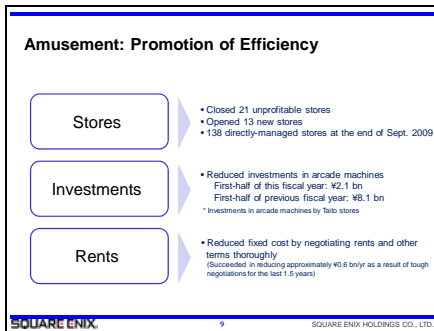 Amusement: Promotion of Efficiency
Stores
• Closed 21 unprofitable stores
• Opened 13 new stores
• 138 directly-managed stores at the end of Sept. 2009
Investments
• Reduced investments in arcade machines
First-half of this fiscal year: ¥2.1 bn
First-half of previous fiscal year: ¥8.1 bn
* Investments in arcade machines by Taito stores
Rents
• Reduced fixed cost by negotiating rents and other
terms thoroughly
(Succeeded in reducing approximately ¥0.6 bn/yr as a result of tough
negotiations for the last 1.5 years)
SQUARE ENIX.
9
SQUARE ENIX HOLDINGS CO., LTD.